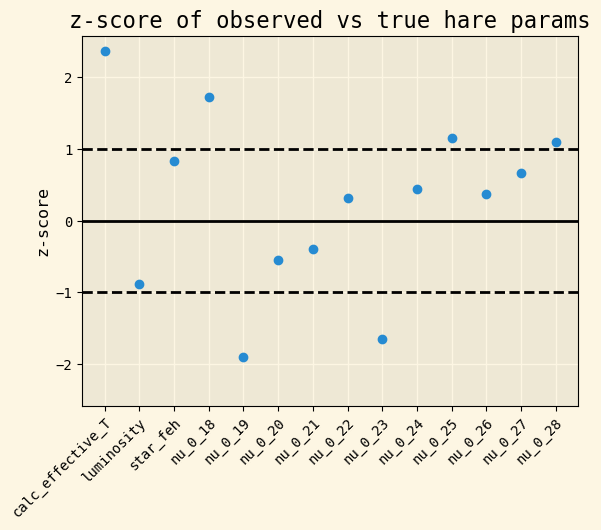 z-score of observed vs true hare params
z-score
2
1
0
−1
−2
calc_effective_T
luminosity
star_feh
nu_0_18
nu_0_19
nu_0_20
nu_0_21
nu_0_22
nu_0_23
nu_0_24
nu_0_25
nu_0_26
nu_0_27
nu_0_28